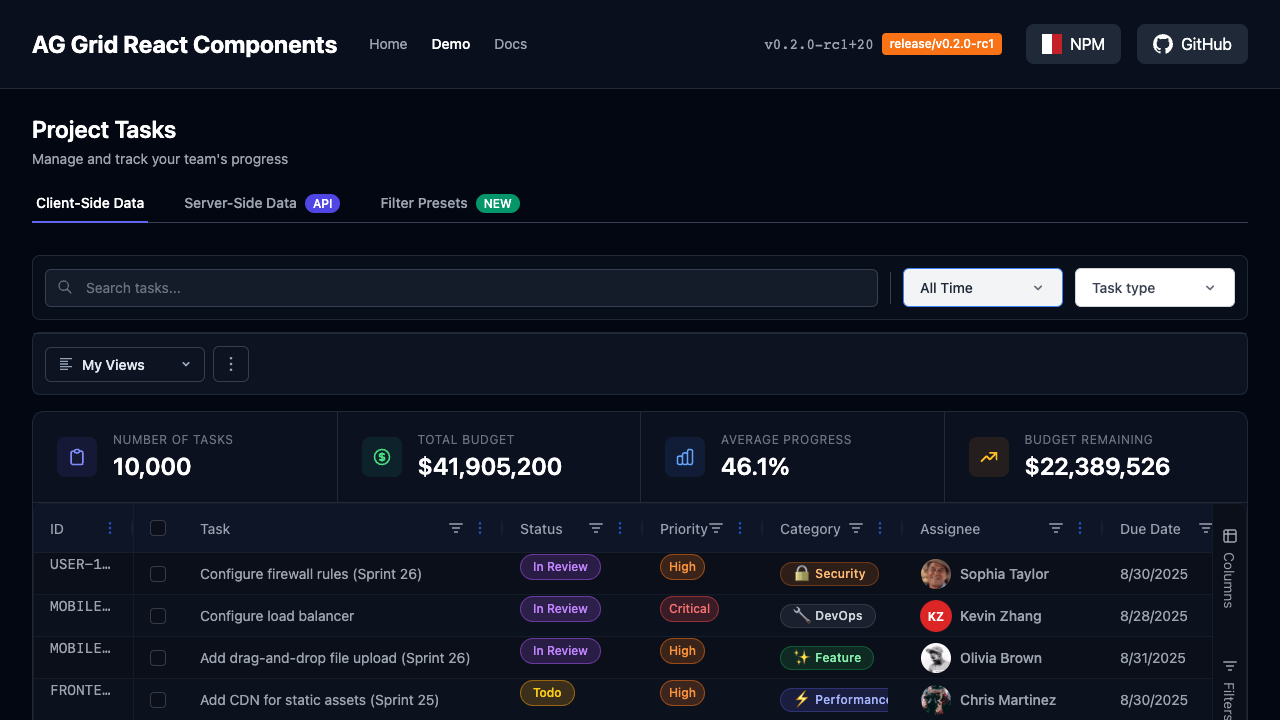 AG Grid React Components Home Demo Docs v0.2.0-rc1+20 release/v0.2.0-rc1 NPM GitHub
Project Tasks
Manage and track your team's progress
Client-Side Data Server-Side Data API Filter Presets NEW
Search tasks... All Time Task type
My Views
NUMBER OF TASKS TOTAL BUDGET AVERAGE PROGRESS BUDGET REMAINING
10,000 $41,905,200 46.1% $22,389,526
ID Task Status Priority Category Assignee Due Date
USER-1… Configure firewall rules (Sprint 26) In Review High Security Sophia Taylor 8/30/2025
MOBILE… Configure load balancer In Review Critical DevOps KZ Kevin Zhang 8/28/2025
MOBILE… Add drag-and-drop file upload (Sprint 26) In Review High Feature Olivia Brown 8/31/2025
FRONTE… Add CDN for static assets (Sprint 25) Todo High Performance Chris Martinez 8/30/2025
Columns
Filters